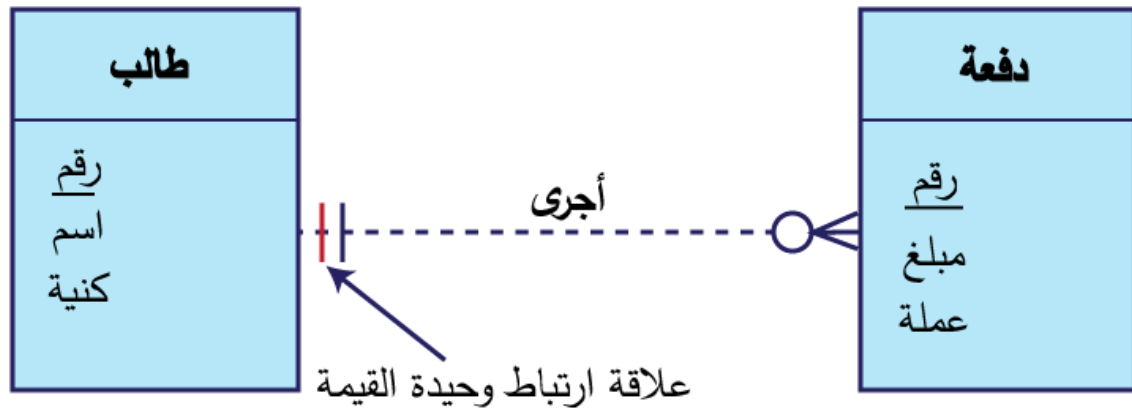 طالب
رقم
اسم
كنية
أجرى
علاقة ارتباط وحيدة القيمة
دفعة
رقم
مبلغ
عملة